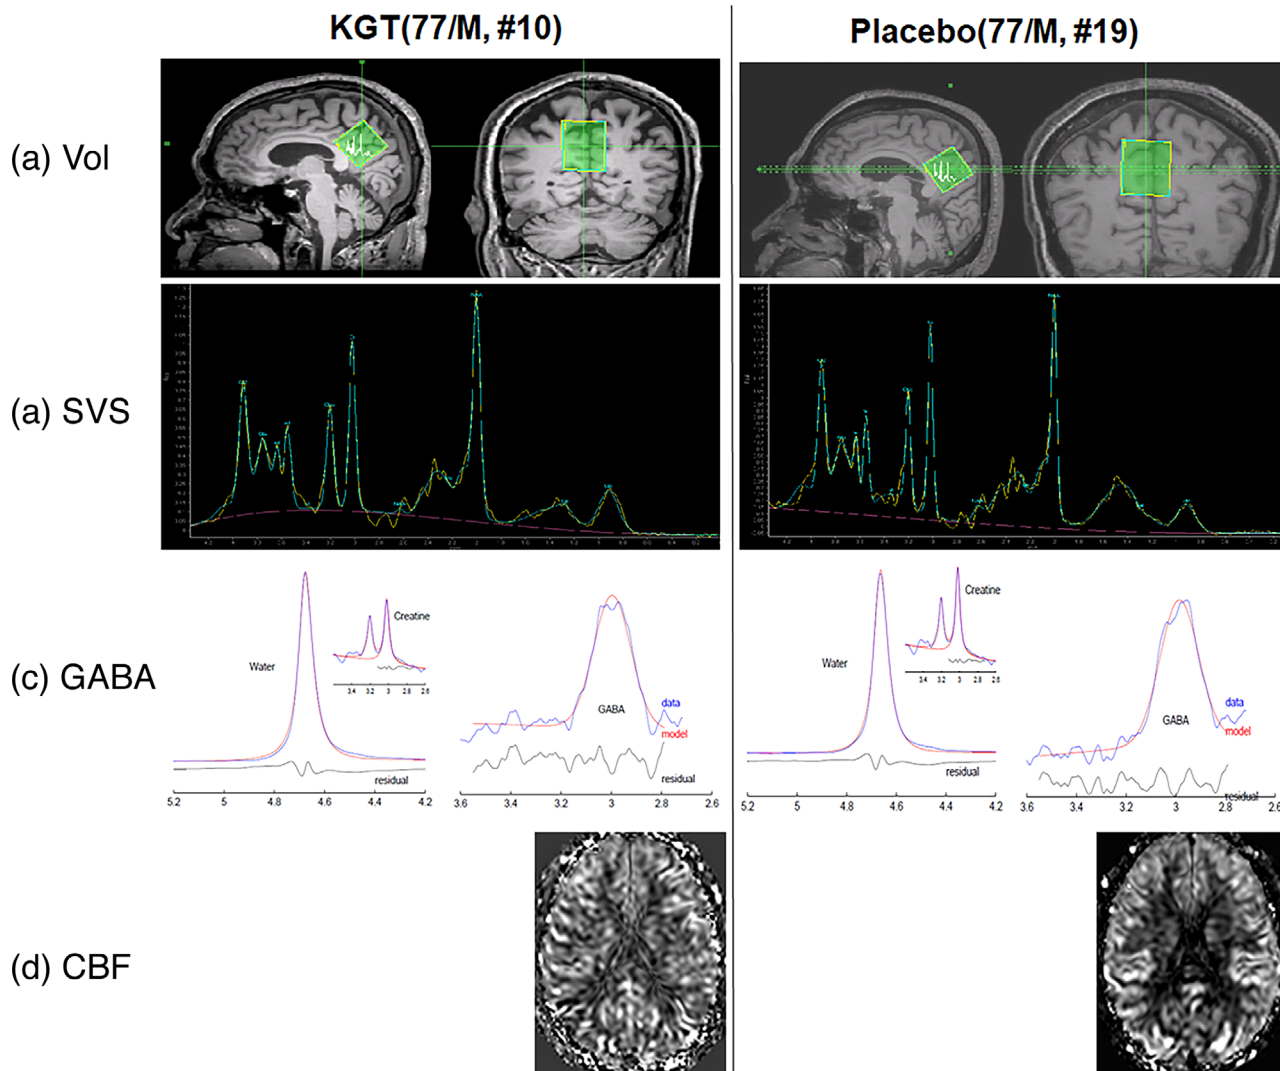 KGT(77/M, #10)
Placebo(77/M, #19)
(a) Vol
(a) SVS
(c) GABA
Water
Creatine
3.4 3.2 3 2.8 2.6
GABA
data
model
residual
residual
5.2 5 4.8 4.6 4.4 4.2
3.6 3.4 3.2 3 2.8 2.6
Water
Creatine
3.4 3.2 3 2.8 2.6
GABA
data
model
residual
residual
5.2 5 4.8 4.6 4.4 4.2
3.6 3.4 3.2 3 2.8 2.6
(d) CBF